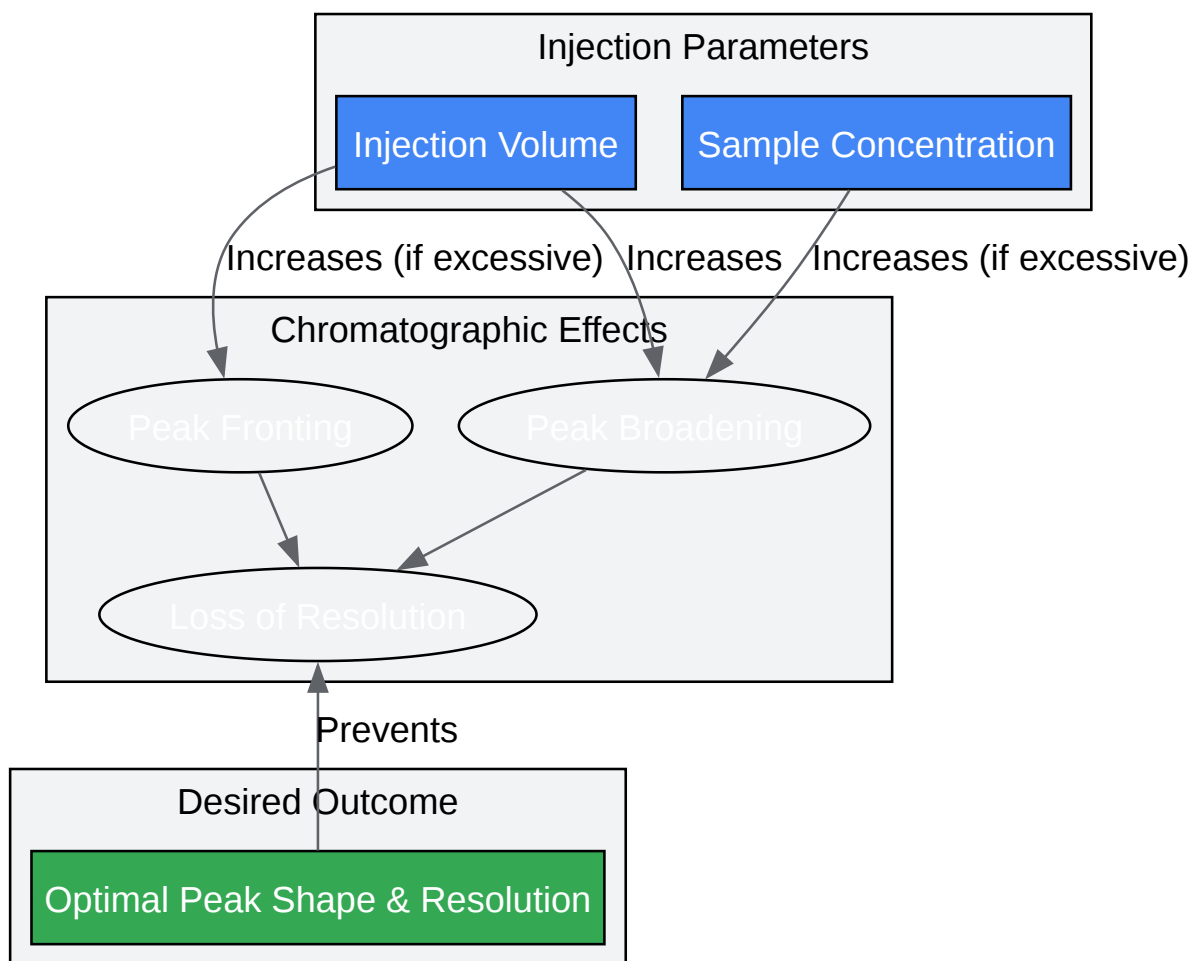 Injection Parameters
Injection Volume
Sample Concentration
Increases (if excessive)
Increases
Increases (if excessive)
Chromatographic Effects
Peak Fronting
Peak Broadening
Loss of Resolution
Prevents
Desired Outcome
Optimal Peak Shape & Resolution